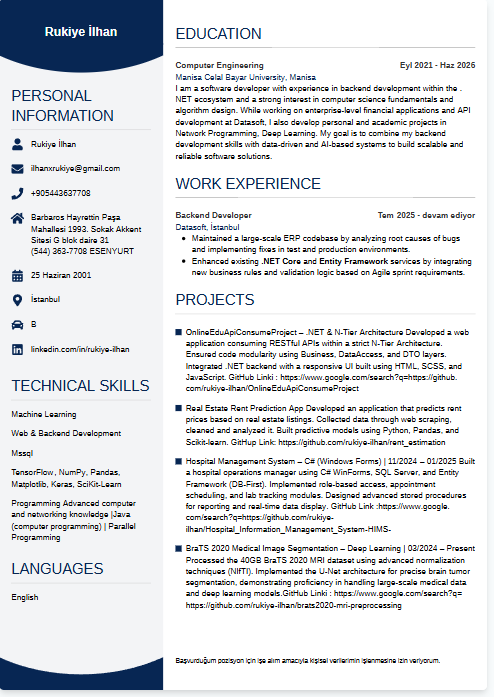 Rukiye İlhan
PERSONAL
INFORMATION
Rukiye İlhan
ilhanxrukiye@gmail.com
+905443637708
Barbaros Hayrettin Paşa
Mahallesi 1993. Sokak Akkent
Sitesi G blok daire 31
(544) 363-7708 ESENYURT
25 Haziran 2001
İstanbul
B
linkedin.com/in/rukiye-ilhan
TECHNICAL SKILLS
Machine Learning
Web & Backend Development
Mssql
TensorFlow, NumPy, Pandas,
Matplotlib, Keras, SciKit-Learn
Programming Advanced computer
and networking knowledge |Java
(computer programming) | Parallel
Programming
LANGUAGES
English
EDUCATION
Computer Engineering Eyl 2021 - Haz 2026
Manisa Celal Bayar University, Manisa
I am a software developer with experience in backend development within the .
NET ecosystem and a strong interest in computer science fundamentals and
algorithm design. While working on enterprise-level financial applications and API
development at Datasoft, I also develop personal and academic projects in
Network Programming, Deep Learning. My goal is to combine my backend
development skills with data-driven and AI-based systems to build scalable and
reliable software solutions.
WORK EXPERIENCE
Backend Developer Tem 2025 - devam ediyor
Datasoft, İstanbul
• Maintained a large-scale ERP codebase by analyzing root causes of bugs
and implementing fixes in test and production environments.
• Enhanced existing .NET Core and Entity Framework services by integrating
new business rules and validation logic based on Agile sprint requirements.
PROJECTS
OnlineEduApiConsumeProject – .NET & N-Tier Architecture Developed a web
application consuming RESTful APIs within a strict N-Tier Architecture.
Ensured code modularity using Business, DataAccess, and DTO layers.
Integrated .NET backend with a responsive UI built using HTML, SCSS, and
JavaScript. GitHub Linki : https://www.google.com/search?q=https://github.
com/rukiye-ilhan/OnlineEduApiConsumeProject
Real Estate Rent Prediction App Developed an application that predicts rent
prices based on real estate listings. Collected data through web scraping,
cleaned and analyzed it. Built predictive models using Python, Pandas, and
Scikit-learn. GitHup Link: https://github.com/rukiye-ilhan/rent_estimation
Hospital Management System – C# (Windows Forms) | 11/2024 – 01/2025 Built
a hospital operations manager using C# WinForms, SQL Server, and Entity
Framework (DB-First). Implemented role-based access, appointment
scheduling, and lab tracking modules. Designed advanced stored procedures
for reporting and real-time data display. GitHub Link :https://www.google.
com/search?q=https://github.com/rukiye-
ilhan/Hospital_Information_Management_System-HIMS-
BraTS 2020 Medical Image Segmentation – Deep Learning | 03/2024 – Present
Processed the 40GB BraTS 2020 MRI dataset using advanced normalization
techniques (NIfTI). Implemented the U-Net architecture for precise brain tumor
segmentation, demonstrating proficiency in handling large-scale medical data
and deep learning models.GitHub Link : https://www.google.com/search?q=
https://github.com/rukiye-ilhan/brats2020-mri-preprocessing
Başvurduğum pozisyon için işe alım amacıyla kişisel verilerimin işlenmesine izin veriyorum.